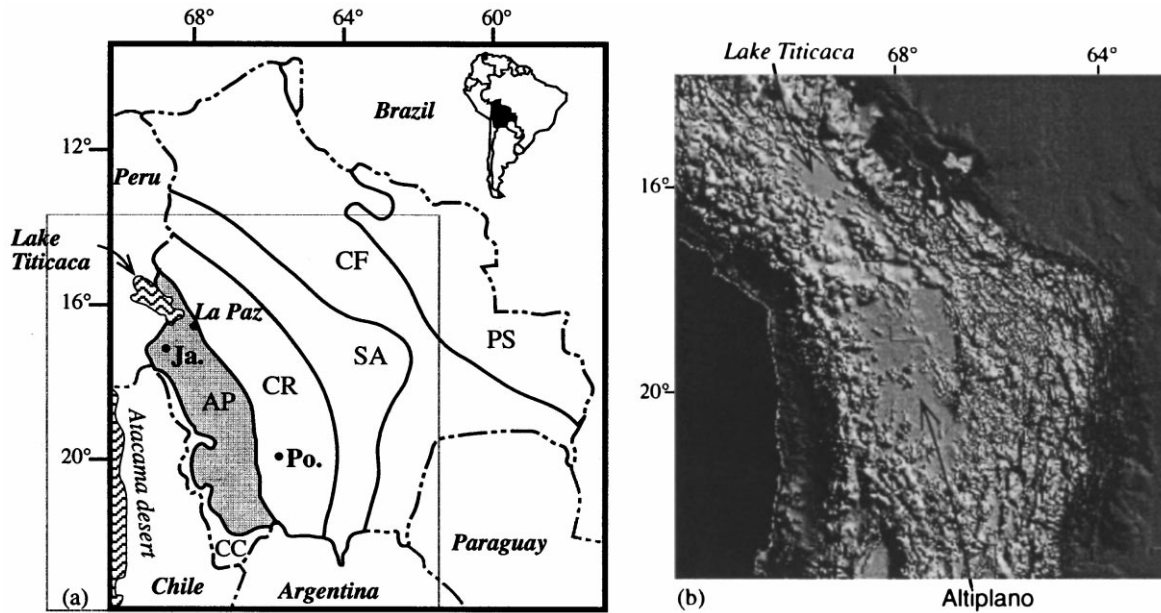 68° 64° 60°
Brazil
12°
Peru
Lake
Titicaca
CF
16°
La Paz
PS
Ja.
SA
CR
AP
Atacama desert
20°
Po.
CC
Paraguay
(a)
Chile
Argentina
Lake Titicaca
68° 64°
16°
20°
(b)
Altiplano